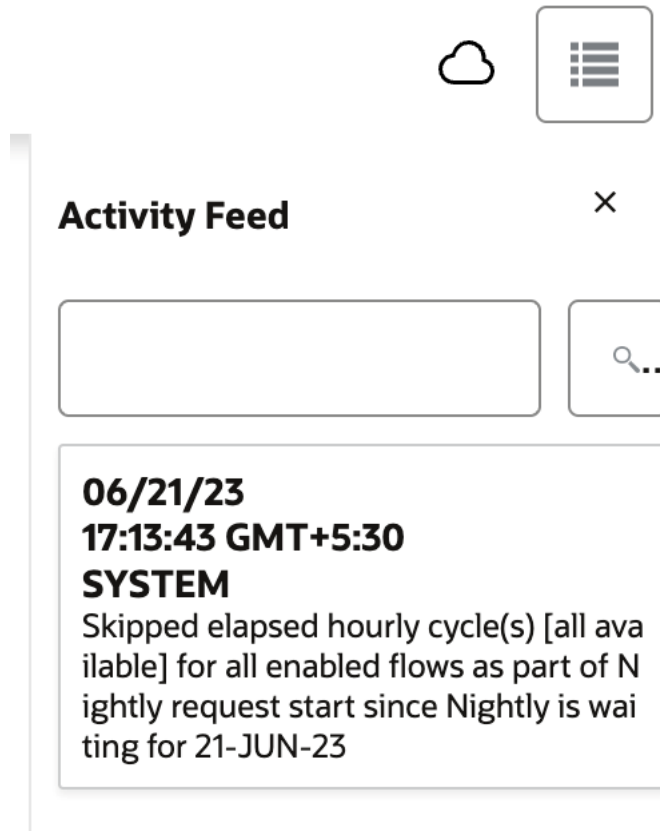 Activity Feed
06/21/23
17:13:43 GMT+5:30
SYSTEM
Skipped elapsed hourly cycle(s) [all ava
ilable] for all enabled flows as part of N
ightly request start since Nightly is wai
ting for 21-JUN-23